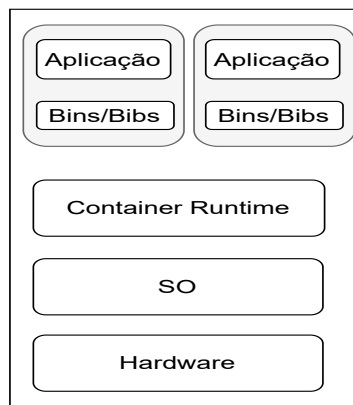 Aplicação Aplicação
Bins/Bibs Bins/Bibs
Container Runtime
SO
Hardware